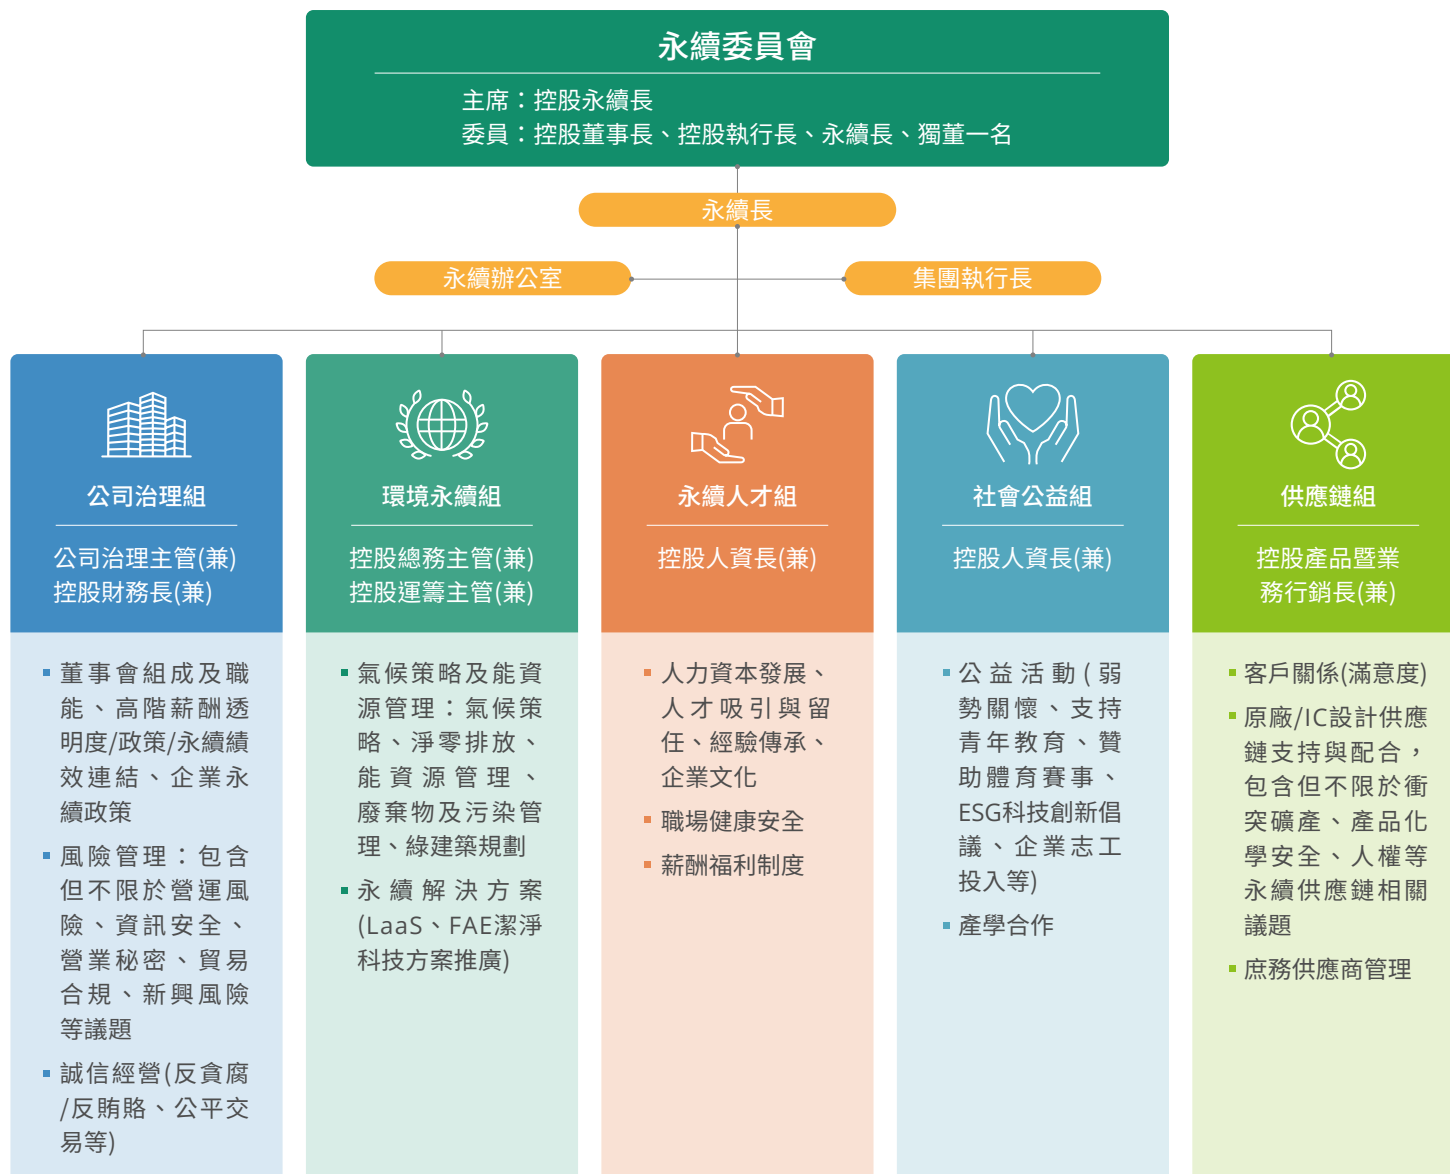 永續委員會
主席：控股永續長
委員：控股董事長、控股執行長、永續長、獨董一名
永續長
永續辦公室
集團執行長
公司治理組
公司治理主管(兼)
控股財務長(兼)
董事會組成及職
能、高階薪酬透
明度/政策/永續績
效連結、企業永
續政策
風險管理：包含
但不限於營運風
險、資訊安全、
營業秘密、貿易
合規、新興風險
等議題
誠信經營(反貪腐
/反賄賂、公平交
易等)
環境永續組
控股總務主管(兼)
控股運籌主管(兼)
氣候策略及能資
源管理：氣候策
略、淨零排放、
能資源管理、
廢棄物及污染管
理、綠建築規劃
永續解決方案
(LaaS、FAE潔淨
科技方案推廣)
永續人才組
控股人資長(兼)
人力資本發展、
人才吸引與留
任、經驗傳承、
企業文化
職場健康安全
薪酬福利制度
社會公益組
控股人資長(兼)
公益活動(弱
勢關懷、支持
青年教育、贊
助體育賽事、
ESG科技創新倡
議、企業志工
投入等)
產學合作
供應鏈組
控股產品暨業
務行銷長(兼)
客戶關係(滿意度)
原廠/IC設計供應
鏈支持與配合，
包含但不限於衝
突礦產、產品化
學安全、人權等
永續供應鏈相關
議題
庶務供應商管理